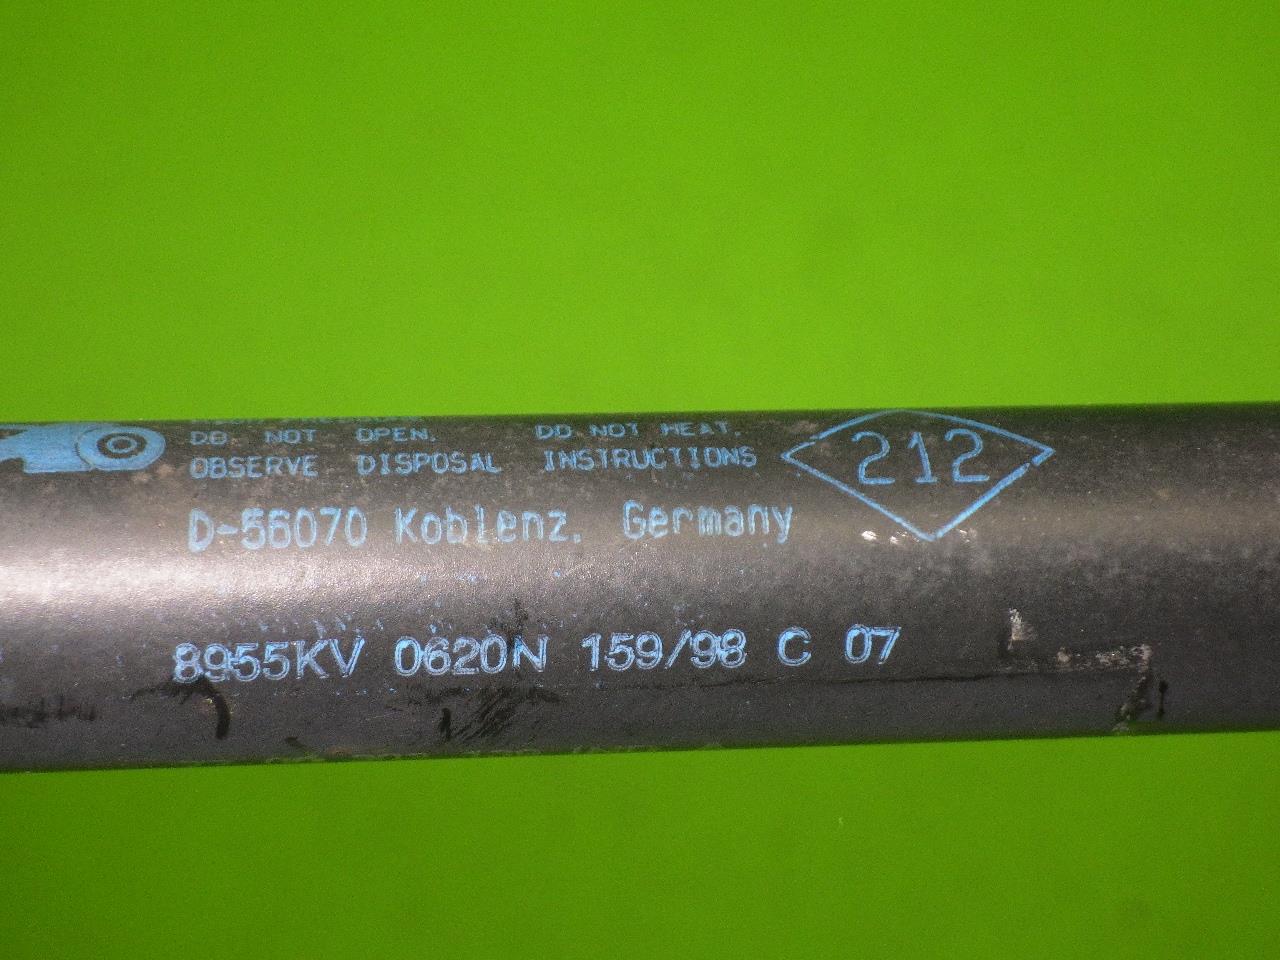 DO NOT OPEN. DO NOT HEAT.
OBSERVE DISPOSAL INSTRUCTIONS
212
D-56070 Koblenz, Germany
8955KV 0620N 159/98 C 07